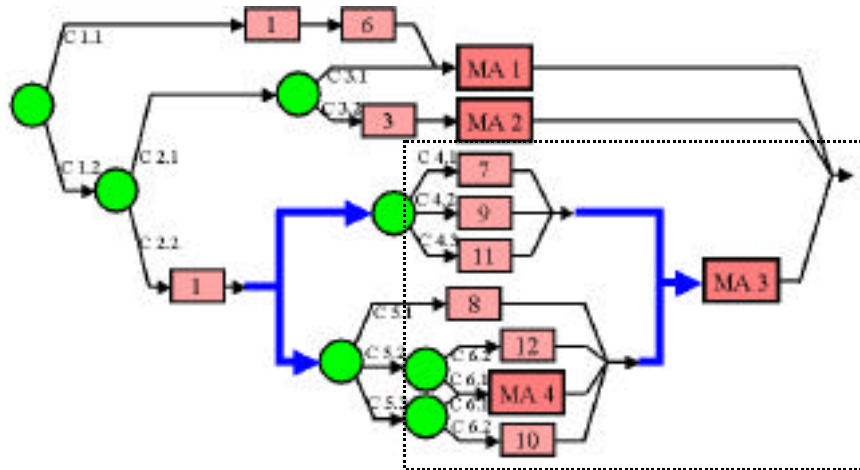 C 1.1
1
6
C 3.1
MA 1
C 3.2
3
MA 2
C 1.2
C 2.1
C 4.1
7
C 4.2
9
C 2.2
C 4.3
11
1
MA 3
C 5.1
8
C 5.2
C 6.2
12
C 6.1
MA 4
C 5.3
C 6.1
C 6.2
10